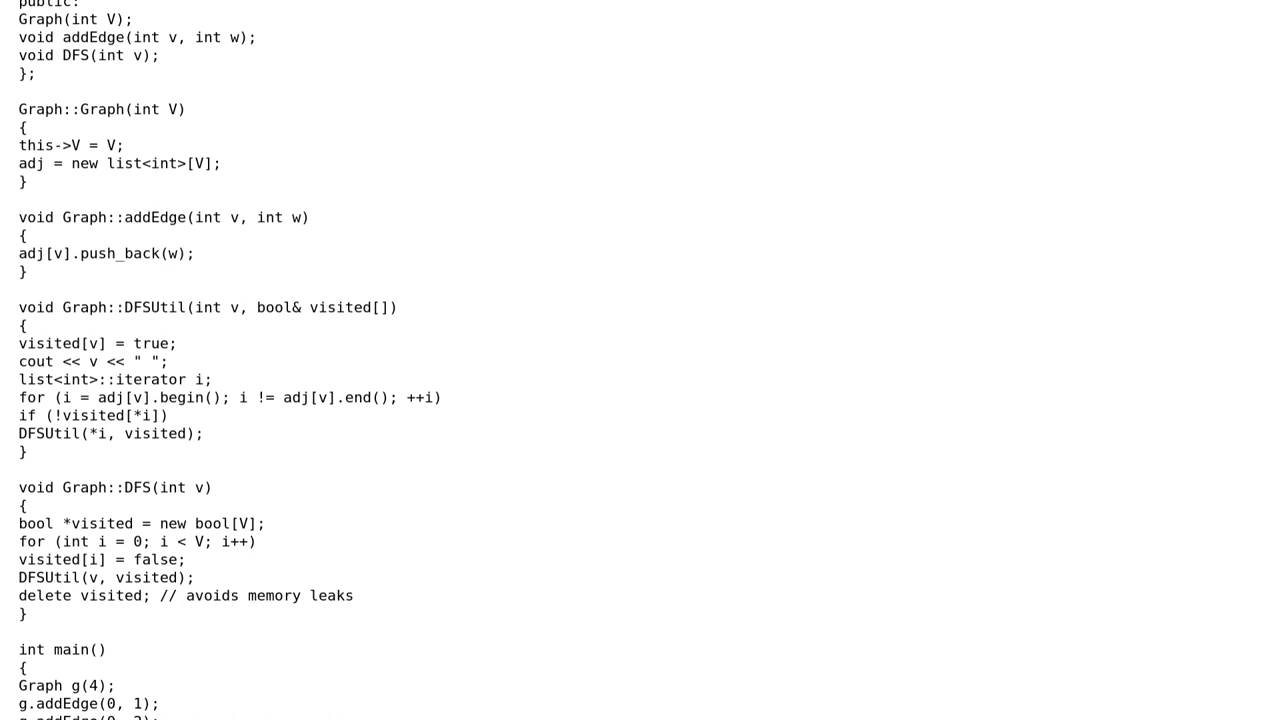 public:
Graph(int V);
void addEdge(int v, int w);
void DFS(int v);
};

Graph::Graph(int V)
{
this->V = V;
adj = new list<int>[V];
}

void Graph::addEdge(int v, int w)
{
adj[v].push_back(w);
}

void Graph::DFSUtil(int v, bool& visited[])
{
visited[v] = true;
cout << v << " ";
list<int>::iterator i;
for (i = adj[v].begin(); i != adj[v].end(); ++i)
if (!visited[*i])
DFSUtil(*i, visited);
}

void Graph::DFS(int v)
{
bool *visited = new bool[V];
for (int i = 0; i < V; i++)
visited[i] = false;
DFSUtil(v, visited);
delete visited; // avoids memory leaks
}

int main()
{
Graph g(4);
g.addEdge(0, 1);
g.addEdge(0, 2);